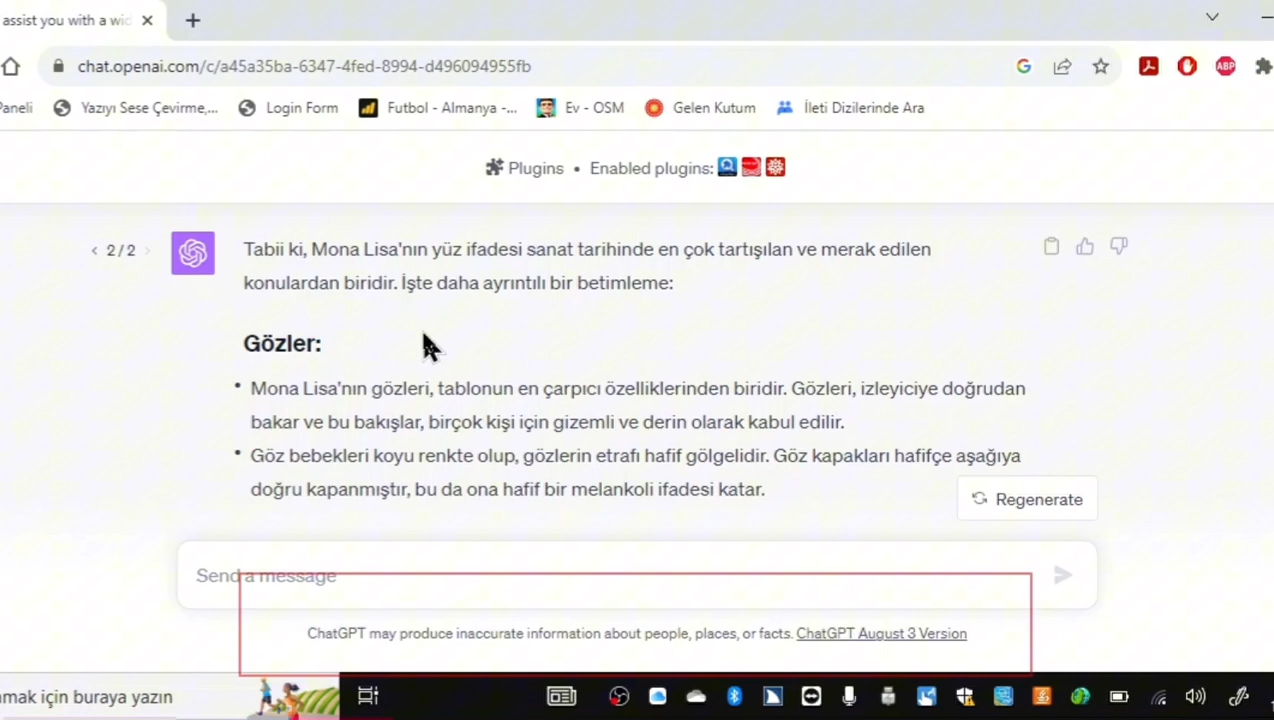 assist you with a wid
chat.openai.com/c/a45a35ba-6347-4fed-8994-d496094955fb
ABP
Paneli Yazıyı Sese Çevirme,... Login Form Futbol - Almanya -... Ev - OSM Gelen Kutum İleti Dizilerinde Ara
Plugins • Enabled plugins:
< 2/2 >
Tabii ki, Mona Lisa'nın yüz ifadesi sanat tarihinde en çok tartışılan ve merak edilen
konulardan biridir. İşte daha ayrıntılı bir betimleme:
Gözler:
• Mona Lisa'nın gözleri, tablonun en çarpıcı özelliklerinden biridir. Gözleri, izleyiciye doğrudan
bakar ve bu bakışlar, birçok kişi için gizemli ve derin olarak kabul edilir.
• Göz bebekleri koyu renkte olup, gözlerin etrafı hafif gölgelidir. Göz kapakları hafifçe aşağıya
doğru kapanmıştır, bu da ona hafif bir melankoli ifadesi katar.
Regenerate
Send a message
ChatGPT may produce inaccurate information about people, places, or facts. ChatGPT August 3 Version
amak için buraya yazın